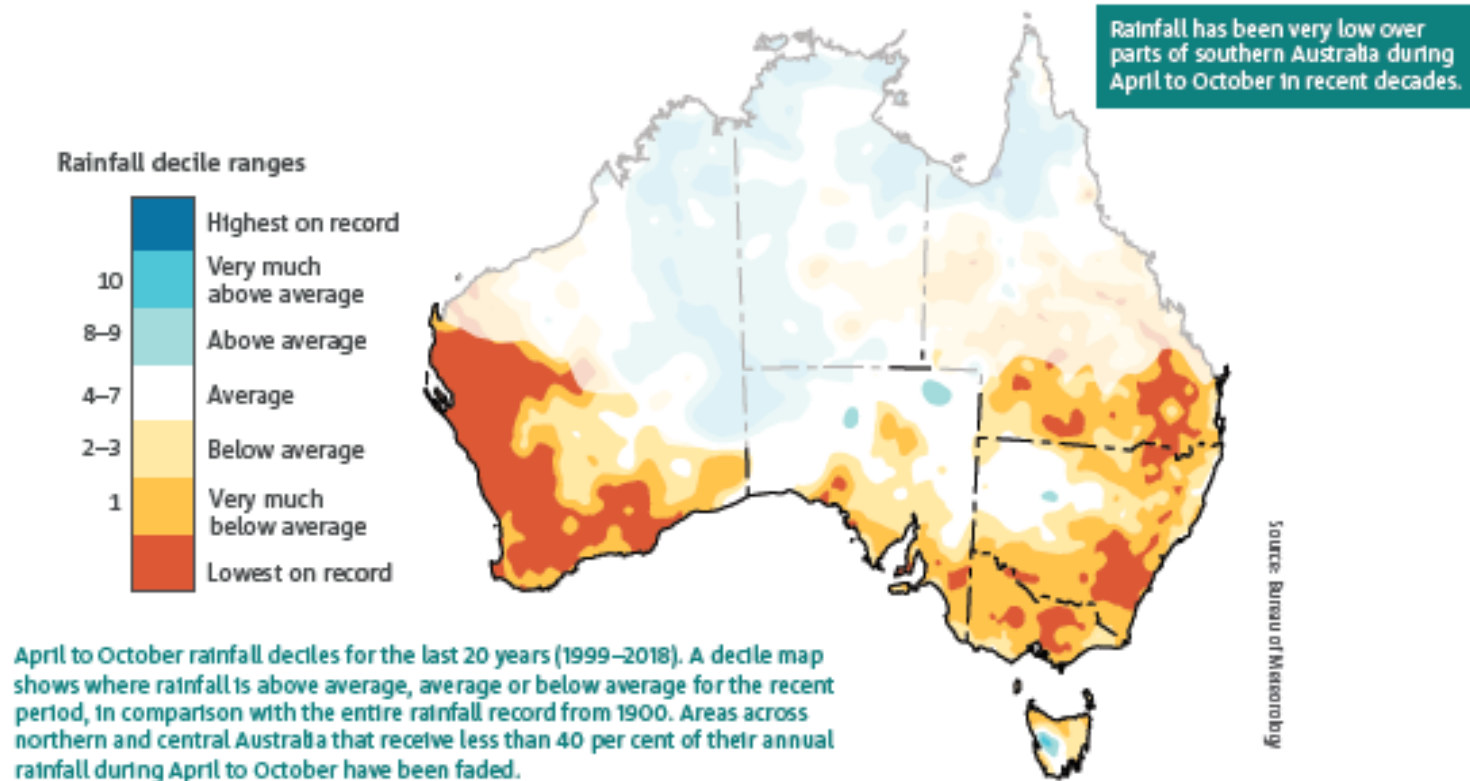 Rainfall has been very low over
parts of southern Australia during
April to October in recent decades.
Rainfall decile ranges
Highest on record
10
Very much
above average
8–9
Above average
4–7
Average
2–3
Below average
1
Very much
below average
Lowest on record
Source: Bureau of Meteorology
April to October rainfall deciles for the last 20 years (1999–2018). A decile map
shows where rainfall is above average, average or below average for the recent
period, in comparison with the entire rainfall record from 1900. Areas across
northern and central Australia that receive less than 40 per cent of their annual
rainfall during April to October have been faded.